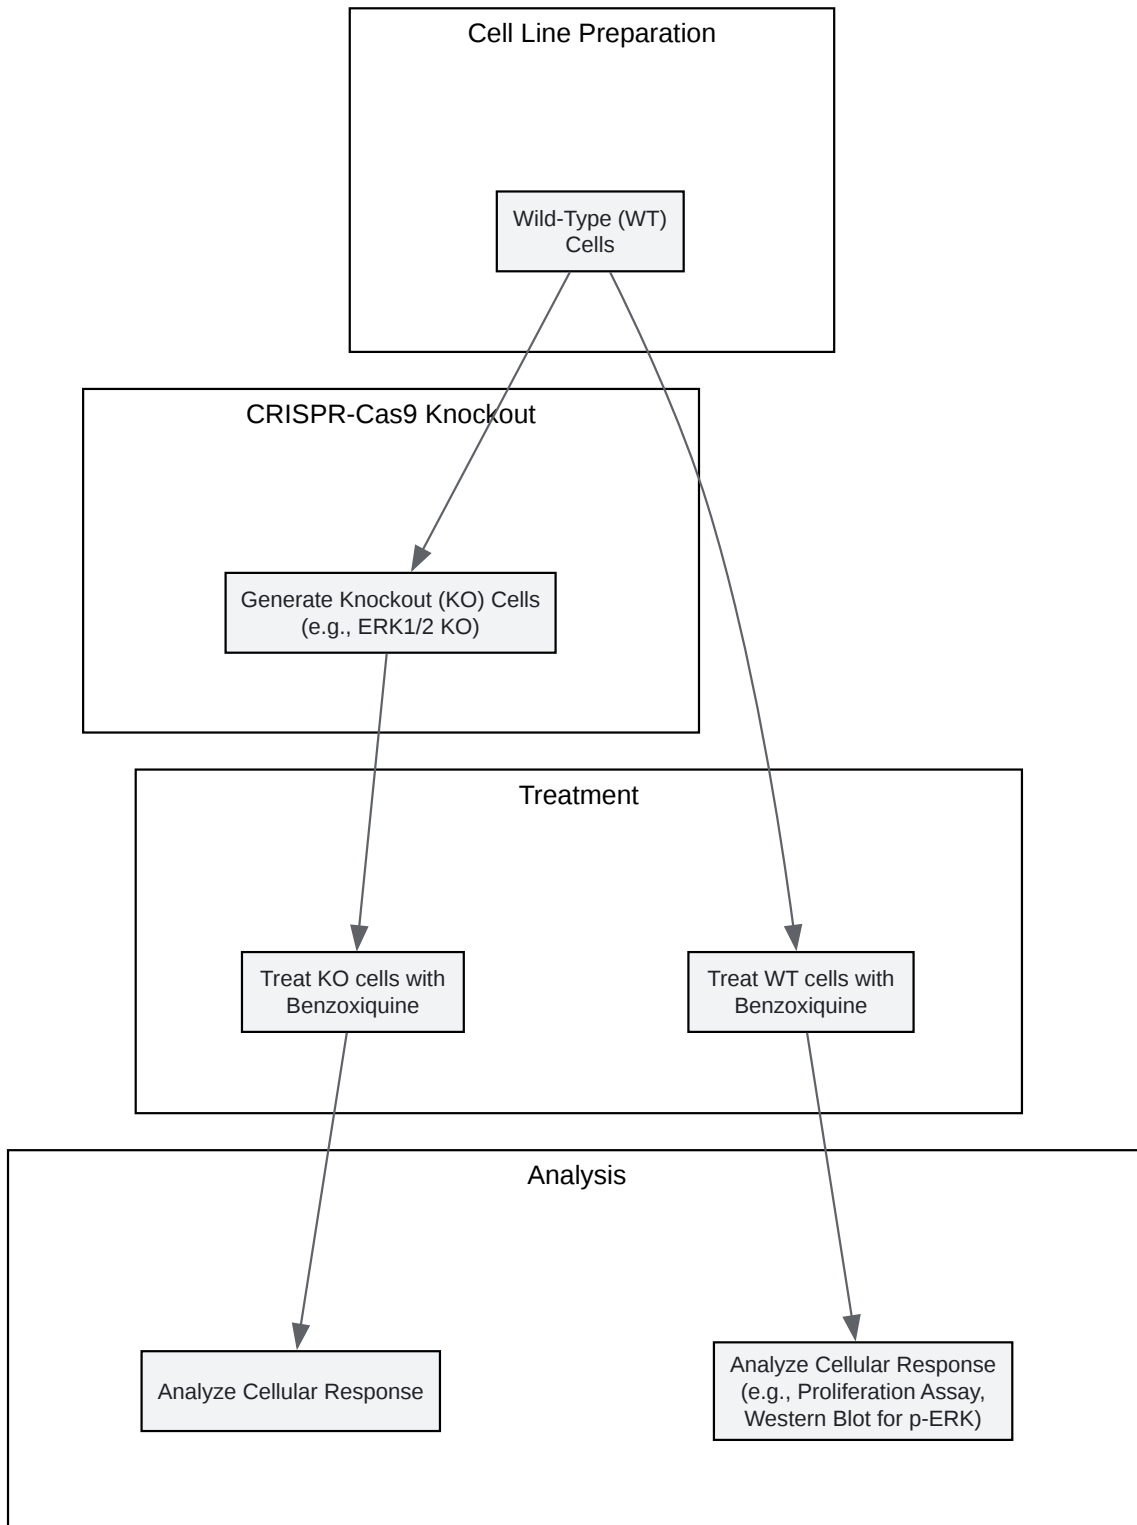 Cell Line Preparation
Wild-Type (WT)
Cells
CRISPR-Cas9 Knockout
Generate Knockout (KO) Cells
(e.g., ERK1/2 KO)
Treatment
Treat KO cells with
Benzoxiquine
Treat WT cells with
Benzoxiquine
Analysis
Analyze Cellular Response
Analyze Cellular Response
(e.g., Proliferation Assay,
Western Blot for p-ERK)